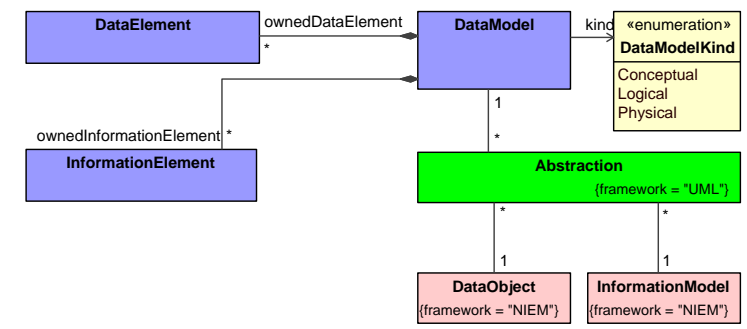 DataElement
ownedDataElement
*
DataModel
kind
«enumeration»
DataModelKind
Conceptual
Logical
Physical
ownedInformationElement
*
InformationElement
1
*
Abstraction
{framework = "UML"}
*
*
1
1
DataObject
{framework = "NIEM"}
InformationModel
{framework = "NIEM"}